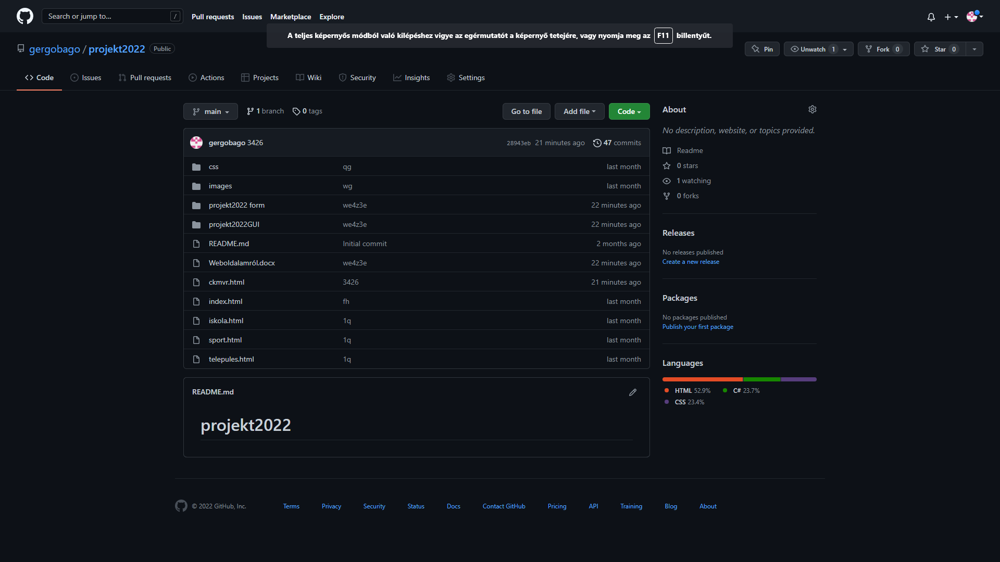 Search or jump to... /
Pull requests Issues Marketplace Explore
A teljes képernyős módból való kilépéshez vigye az egérmutatót a képernyő tetejére, vagy nyomja meg az F11 billentyűt.
gergobago / projekt2022 Public
Pin Unwatch 1 Fork 0 Star 0
Code Issues Pull requests Actions Projects Wiki Security Insights Settings
main 1 branch 0 tags Go to file Add file Code
gergobago 3426 28943eb 21 minutes ago 47 commits
css qg last month
images wg last month
projekt2022 form we4z3e 22 minutes ago
projekt2022GUI we4z3e 22 minutes ago
README.md Initial commit 2 months ago
Weboldalamról.docx we4z3e 22 minutes ago
ckmvr.html 3426 21 minutes ago
index.html fh last month
iskola.html 1q last month
sport.html 1q last month
telepules.html 1q last month
README.md
projekt2022
About
No description, website, or topics provided.
Readme
0 stars
1 watching
0 forks
Releases
No releases published
Create a new release
Packages
No packages published
Publish your first package
Languages
HTML 52.9% C# 23.7%
CSS 23.4%
© 2022 GitHub, Inc. Terms Privacy Security Status Docs Contact GitHub Pricing API Training Blog About